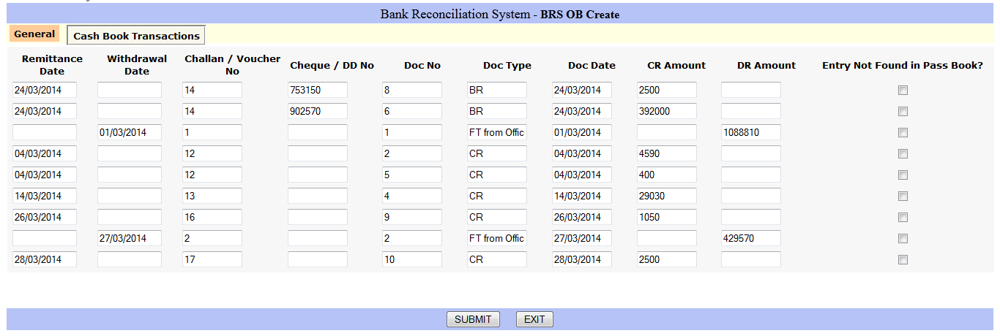 Bank Reconciliation System - BRS OB Create
General Cash Book Transactions
Remittance Date Withdrawal Date Challan / Voucher No Cheque / DD No Doc No Doc Type Doc Date CR Amount DR Amount Entry Not Found in Pass Book?
24/03/2014 14 753150 8 BR 24/03/2014 2500
24/03/2014 14 902570 6 BR 24/03/2014 392000
01/03/2014 1 1 FT from Offic 01/03/2014 1088810
04/03/2014 12 2 CR 04/03/2014 4590
04/03/2014 12 5 CR 04/03/2014 400
14/03/2014 13 4 CR 14/03/2014 29030
26/03/2014 16 9 CR 26/03/2014 1050
27/03/2014 2 2 FT from Offic 27/03/2014 429570
28/03/2014 17 10 CR 28/03/2014 2500
SUBMIT EXIT